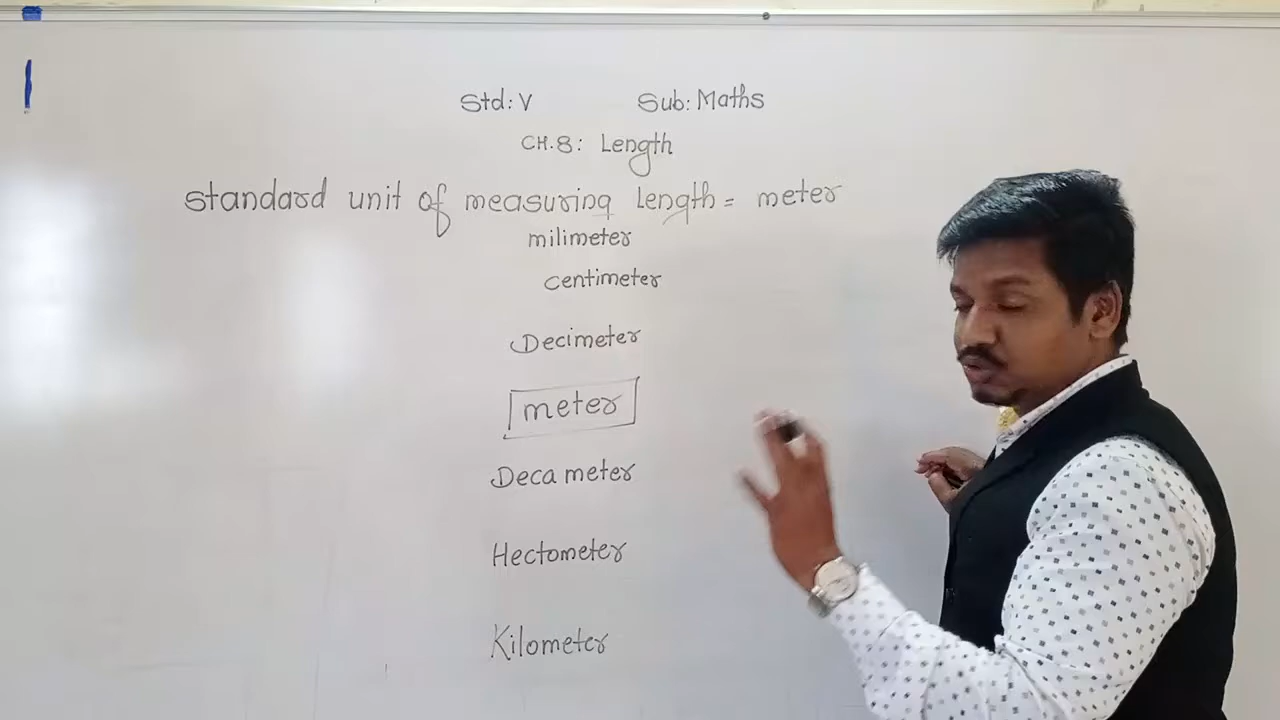 Std: V Sub: Maths
CH.8: Length
standard unit of measuring length = meter
milimeter
centimeter
Decimeter
meter
Deca meter
Hectometer
Kilometer